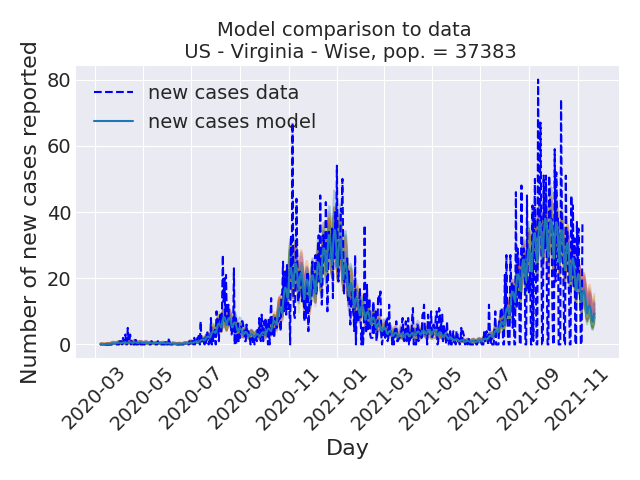 Model comparison to data
US - Virginia - Wise, pop. = 37383
Number of new cases reported
80
60
40
20
0
new cases data
new cases model
2020-03
2020-05
2020-07
2020-09
2020-11
2021-01
2021-03
2021-05
2021-07
2021-09
2021-11
Day